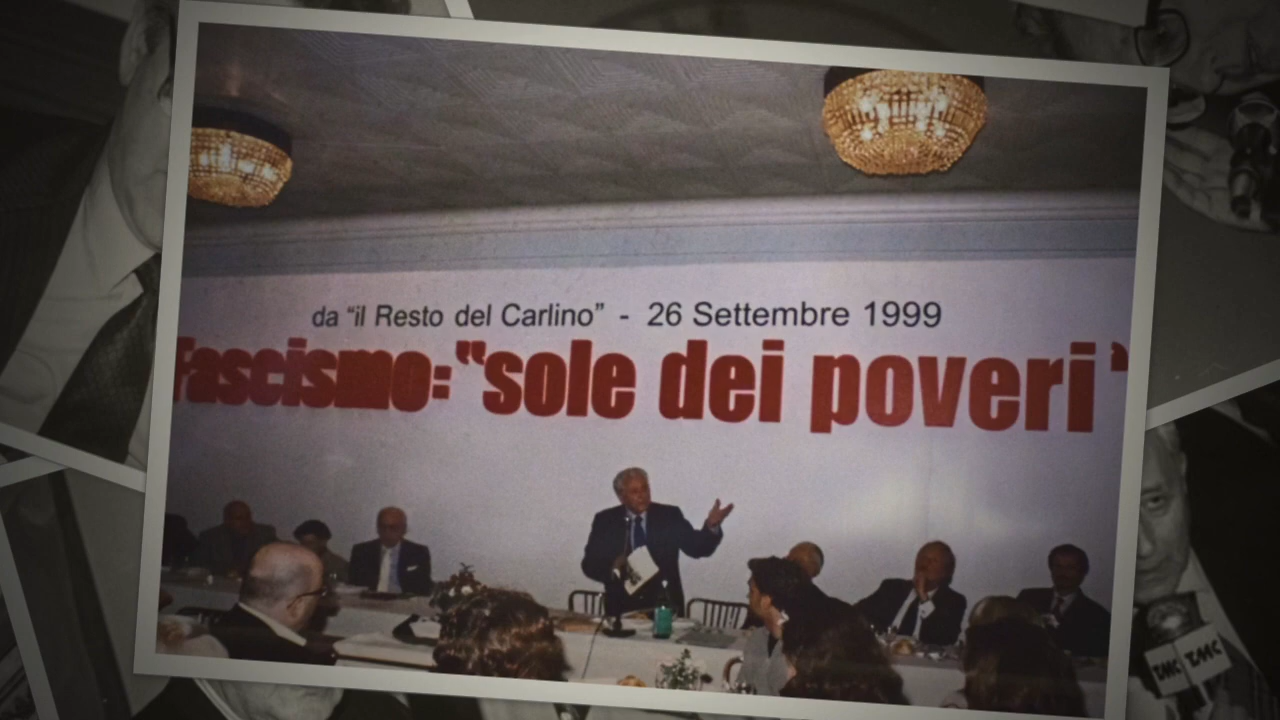 da “il Resto del Carlino” - 26 Settembre 1999
Fascismo: “sole dei poveri”
TMC TMC